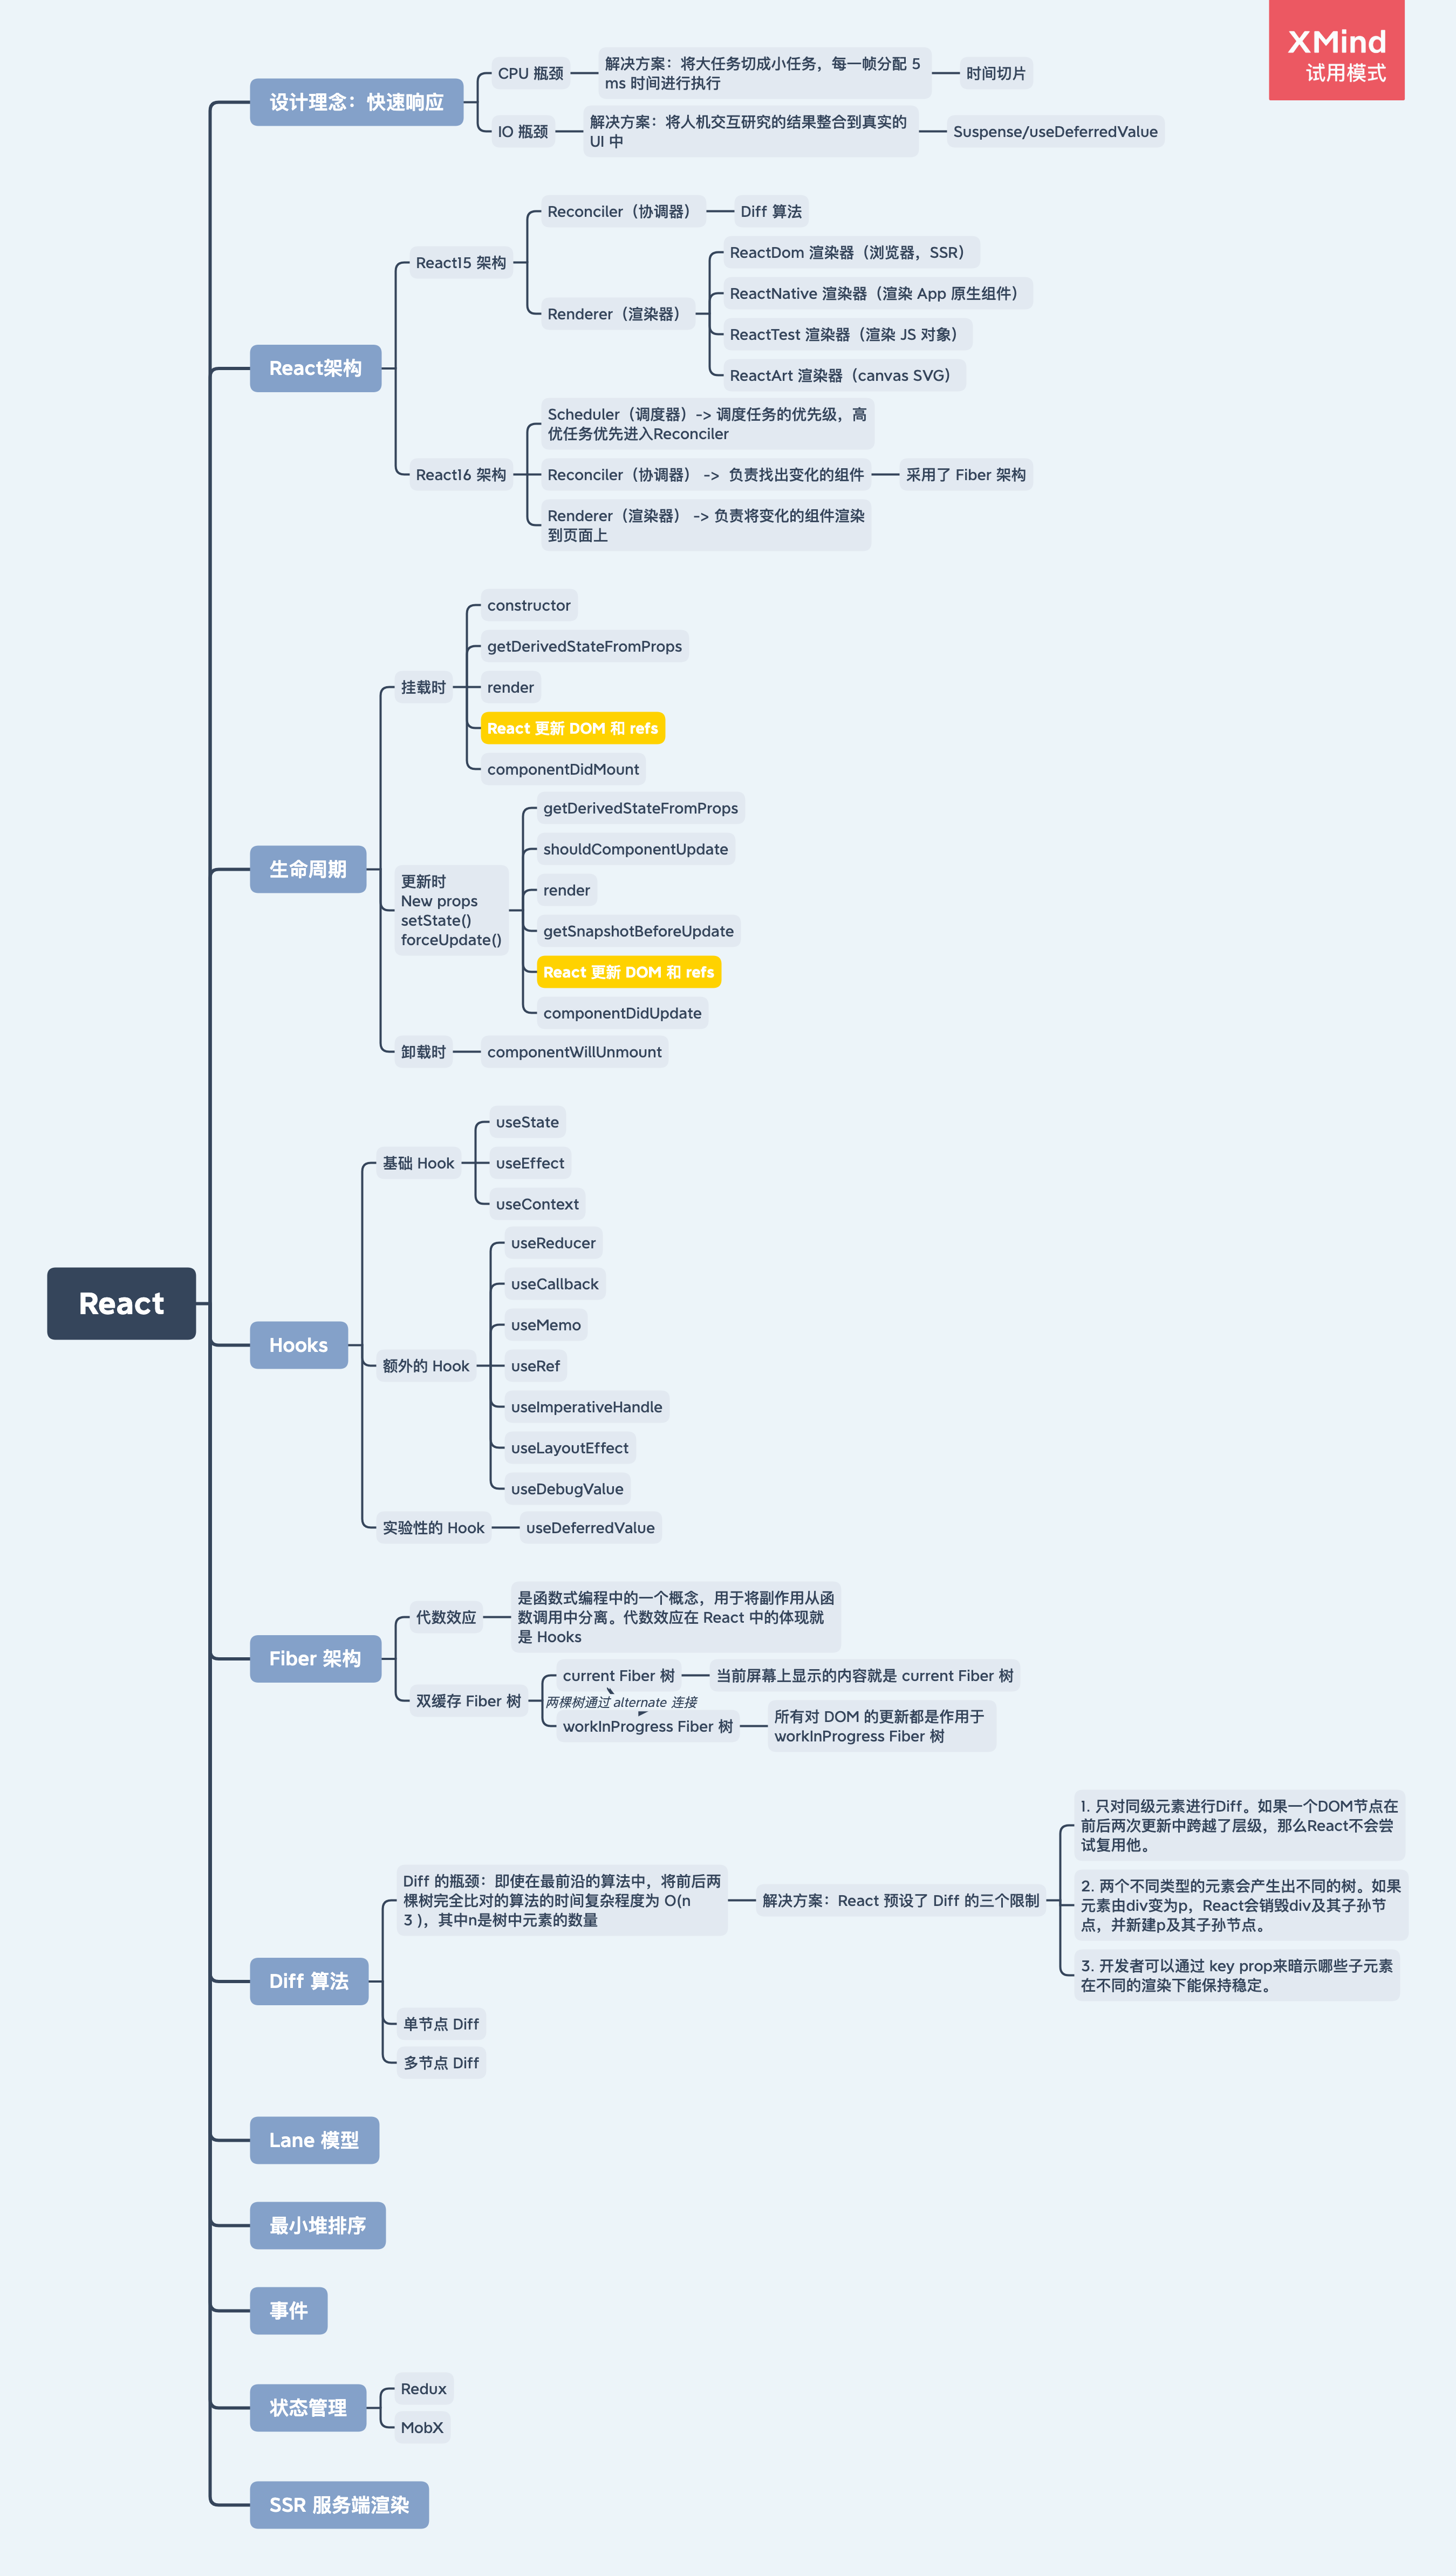 XMind
试用模式
React
设计理念：快速响应
CPU 瓶颈
解决方案：将大任务切成小任务，每一帧分配 5
ms 时间进行执行
时间切片
IO 瓶颈
解决方案：将人机交互研究的结果整合到真实的
UI 中
Suspense/useDeferredValue
React架构
React15 架构
Reconciler（协调器）
Diff 算法
Renderer（渲染器）
ReactDom 渲染器（浏览器，SSR）
ReactNative 渲染器（渲染 App 原生组件）
ReactTest 渲染器（渲染 JS 对象）
ReactArt 渲染器（canvas SVG）
React16 架构
Scheduler（调度器）-> 调度任务的优先级，高
优任务优先进入Reconciler
Reconciler（协调器） -> 负责找出变化的组件
采用了 Fiber 架构
Renderer（渲染器） -> 负责将变化的组件渲染
到页面上
生命周期
挂载时
constructor
getDerivedStateFromProps
render
React 更新 DOM 和 refs
componentDidMount
更新时
New props
setState()
forceUpdate()
getDerivedStateFromProps
shouldComponentUpdate
render
getSnapshotBeforeUpdate
React 更新 DOM 和 refs
componentDidUpdate
卸载时
componentWillUnmount
Hooks
基础 Hook
useState
useEffect
useContext
额外的 Hook
useReducer
useCallback
useMemo
useRef
useImperativeHandle
useLayoutEffect
useDebugValue
实验性的 Hook
useDeferredValue
Fiber 架构
代数效应
是函数式编程中的一个概念，用于将副作用从函
数调用中分离。代数效应在 React 中的体现就
是 Hooks
双缓存 Fiber 树
current Fiber 树
当前屏幕上显示的内容就是 current Fiber 树
两棵树通过 alternate 连接
workInProgress Fiber 树
所有对 DOM 的更新都是作用于
workInProgress Fiber 树
Diff 算法
Diff 的瓶颈：即使在最前沿的算法中，将前后两
棵树完全比对的算法的时间复杂程度为 O(n
3 )，其中n是树中元素的数量
解决方案：React 预设了 Diff 的三个限制
1. 只对同级元素进行Diff。如果一个DOM节点在
前后两次更新中跨越了层级，那么React不会尝
试复用他。
2. 两个不同类型的元素会产生出不同的树。如果
元素由div变为p，React会销毁div及其子孙节
点，并新建p及其子孙节点。
3. 开发者可以通过 key prop来暗示哪些子元素
在不同的渲染下能保持稳定。
单节点 Diff
多节点 Diff
Lane 模型
最小堆排序
事件
状态管理
Redux
MobX
SSR 服务端渲染